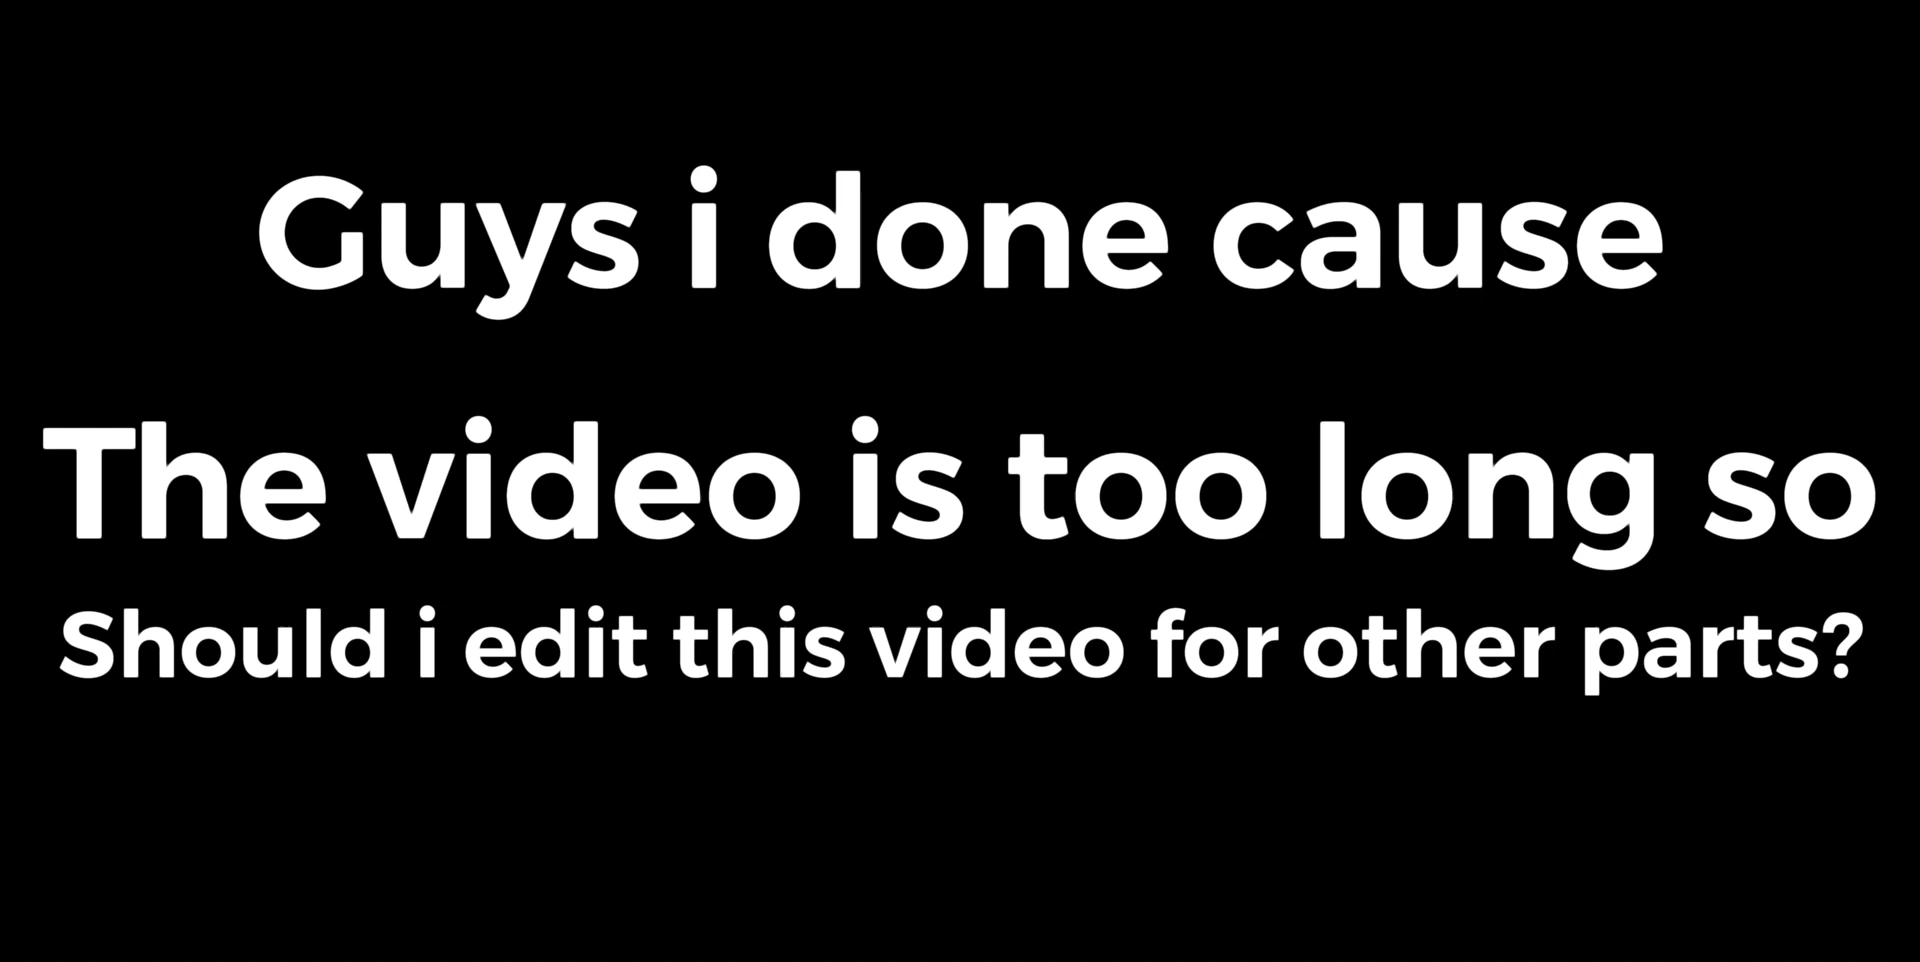 Guys i done cause
The video is too long so
Should i edit this video for other parts?